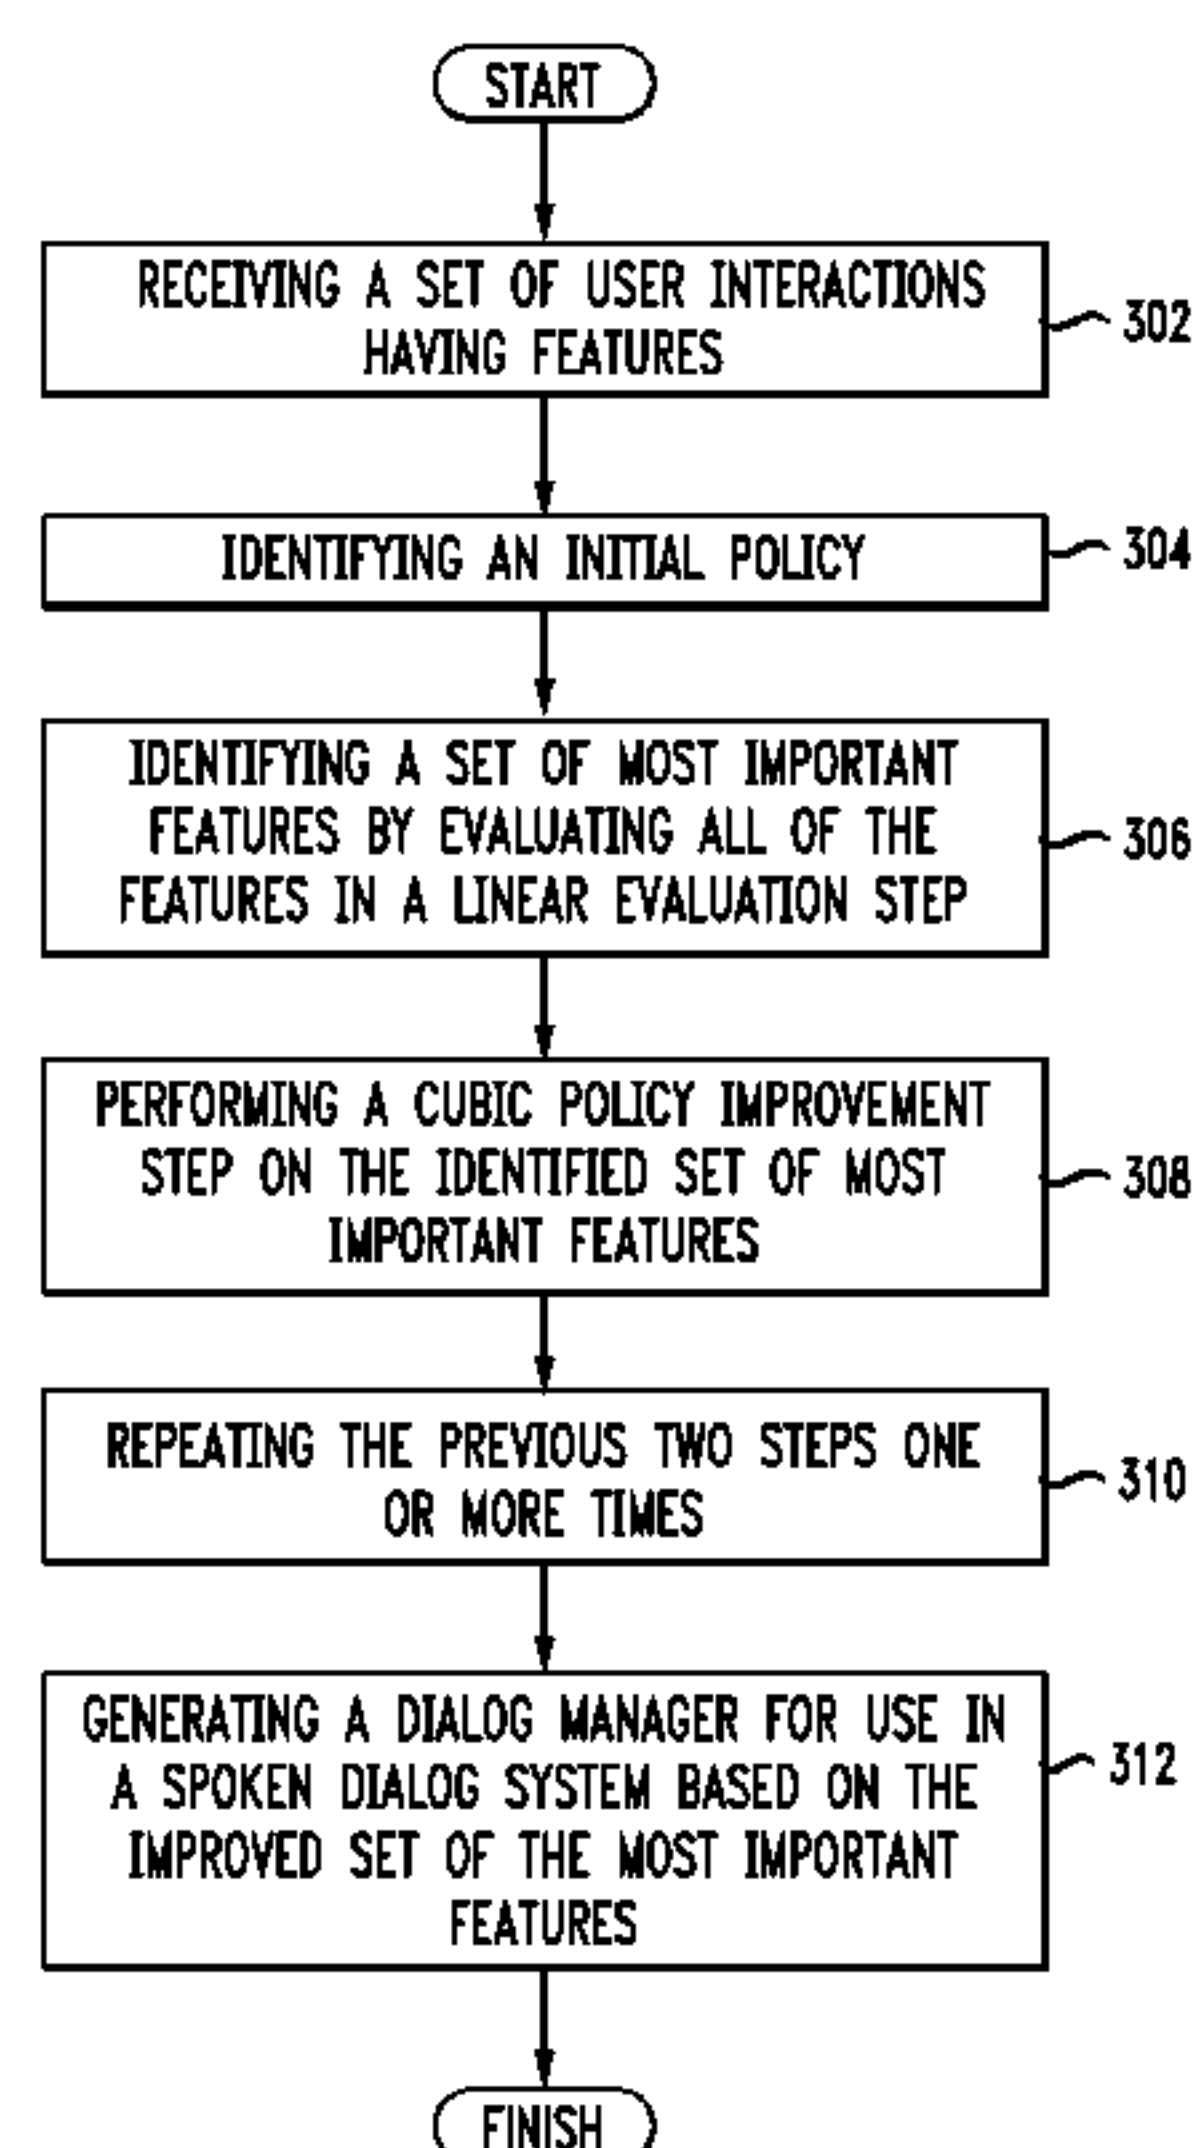 START
RECEIVING A SET OF USER INTERACTIONS
HAVING FEATURES
302
IDENTIFYING AN INITIAL POLICY
304
IDENTIFYING A SET OF MOST IMPORTANT
FEATURES BY EVALUATING ALL OF THE
FEATURES IN A LINEAR EVALUATION STEP
306
PERFORMING A CUBIC POLICY IMPROVEMENT
STEP ON THE IDENTIFIED SET OF MOST
IMPORTANT FEATURES
308
REPEATING THE PREVIOUS TWO STEPS ONE
OR MORE TIMES
310
GENERATING A DIALOG MANAGER FOR USE IN
A SPOKEN DIALOG SYSTEM BASED ON THE
IMPROVED SET OF THE MOST IMPORTANT
FEATURES
312
FINISH